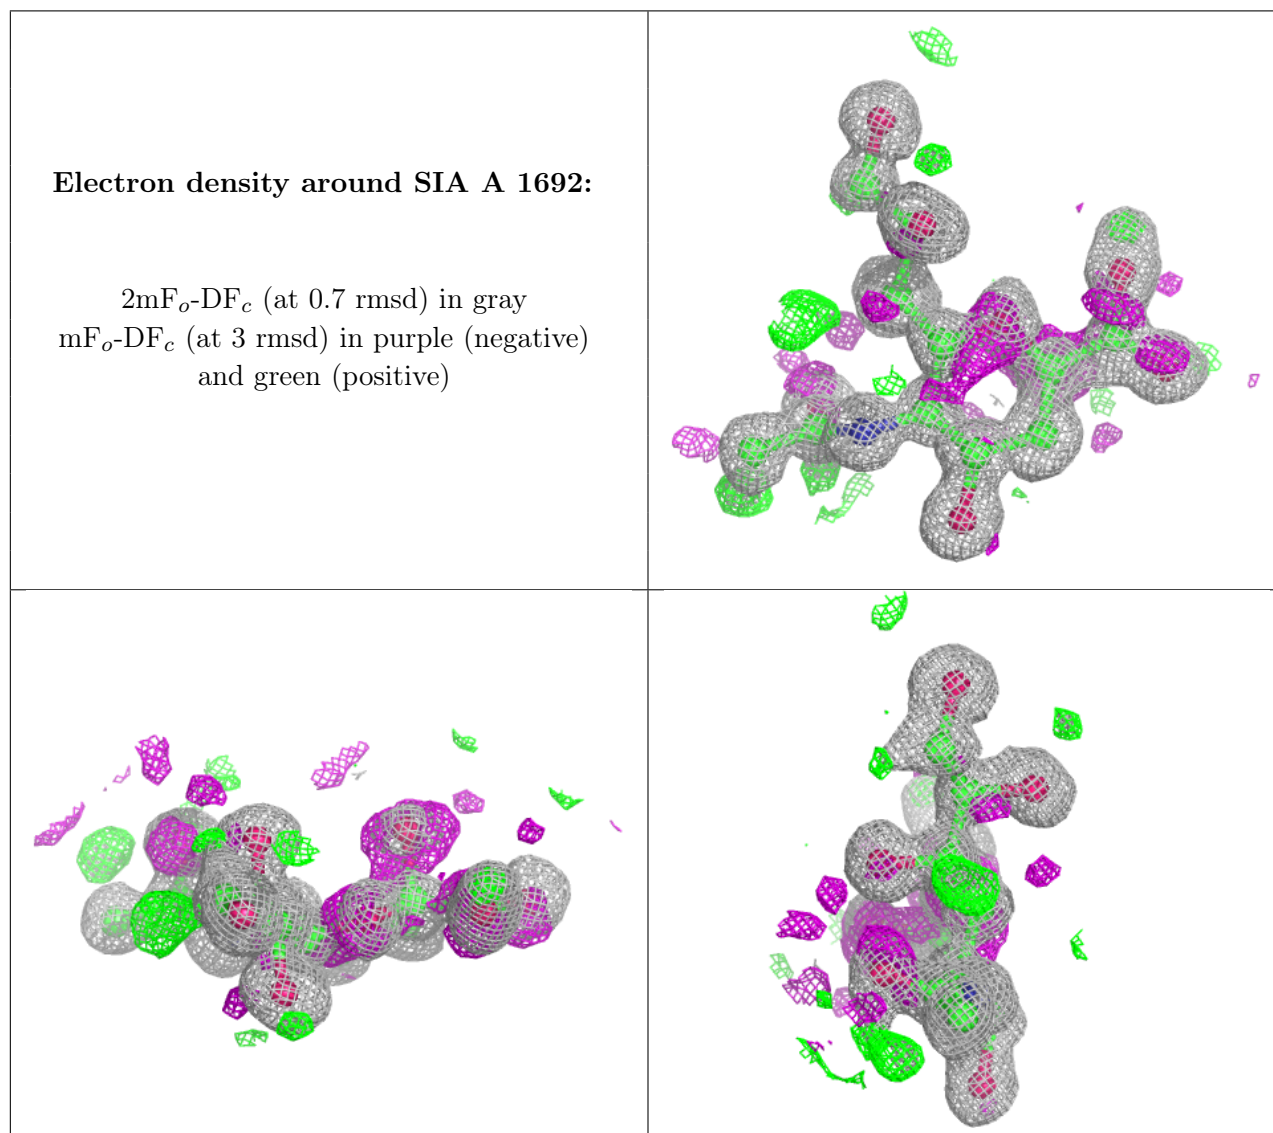 Electron density around SIA A 1692:
2mFo-DFc (at 0.7 rmsd) in gray
mFo-DFc (at 3 rmsd) in purple (negative)
and green (positive)